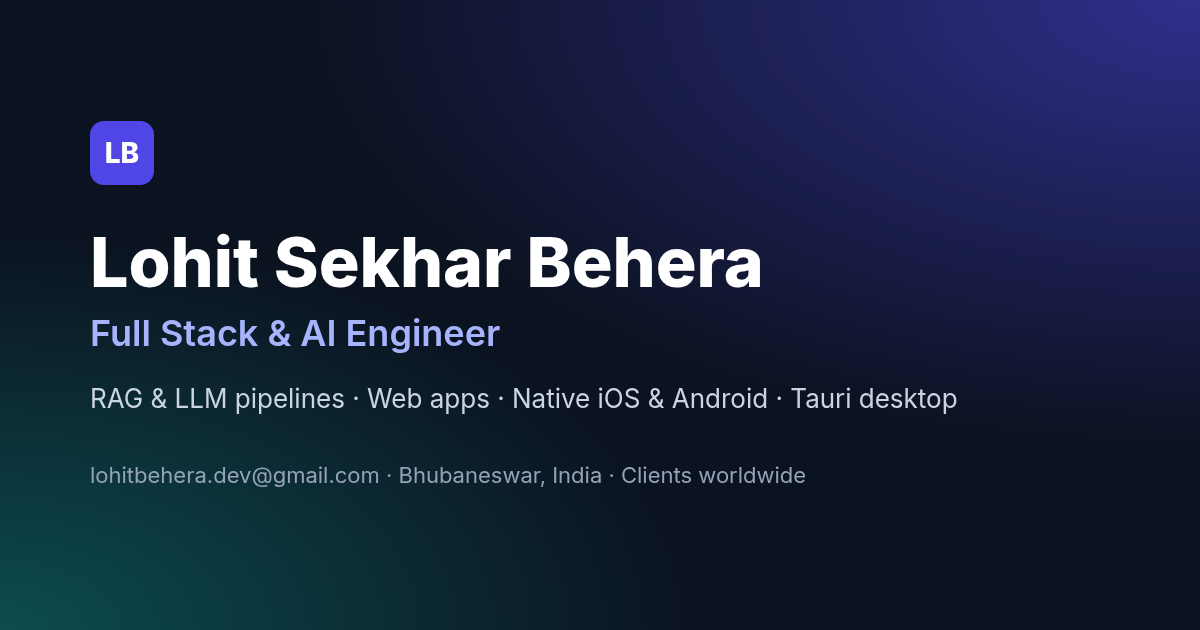 LB
Lohit Sekhar Behera
Full Stack & AI Engineer
RAG & LLM pipelines · Web apps · Native iOS & Android · Tauri desktop
lohitbehera.dev@gmail.com · Bhubaneswar, India · Clients worldwide